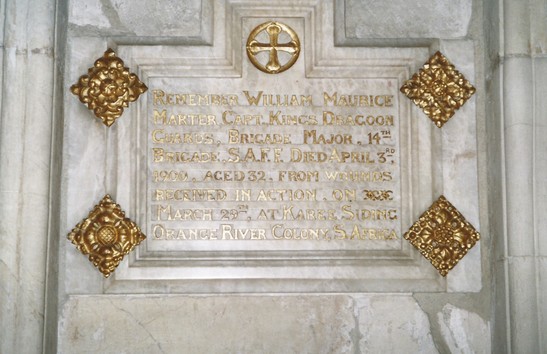 REMEMBER WILLIAM MAURICE
MARTER CAPT. KINGS DRAGOON
GUARDS, BRIGADE MAJOR, 14TH
BRIGADE, S.A.F.F. DIED APRIL 3RD
1900, AGED 32, FROM WOUNDS
RECEIVED IN ACTION, ON
MARCH 29TH, AT KAREE SIDING,
ORANGE RIVER COLONY, S. AFRICA.